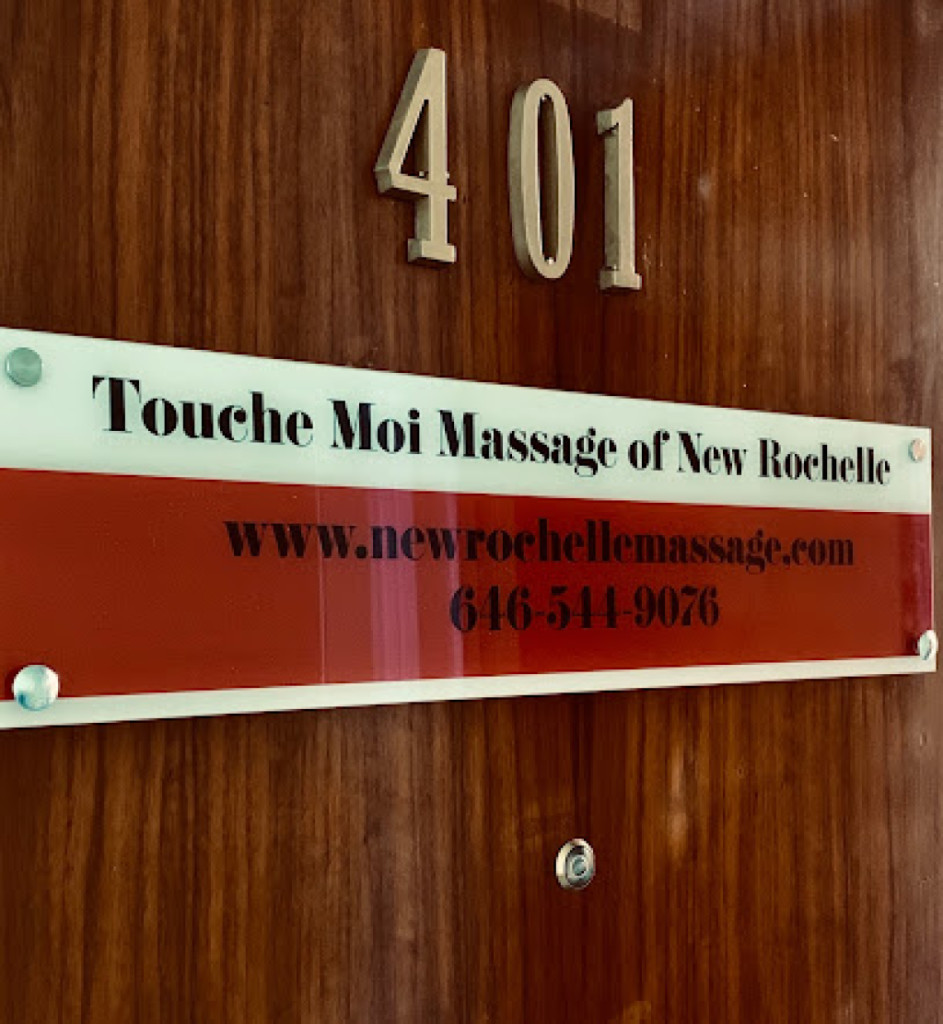 401
Touche Moi Massage of New Rochelle
www.newrochellemassage.com
646-544-9076